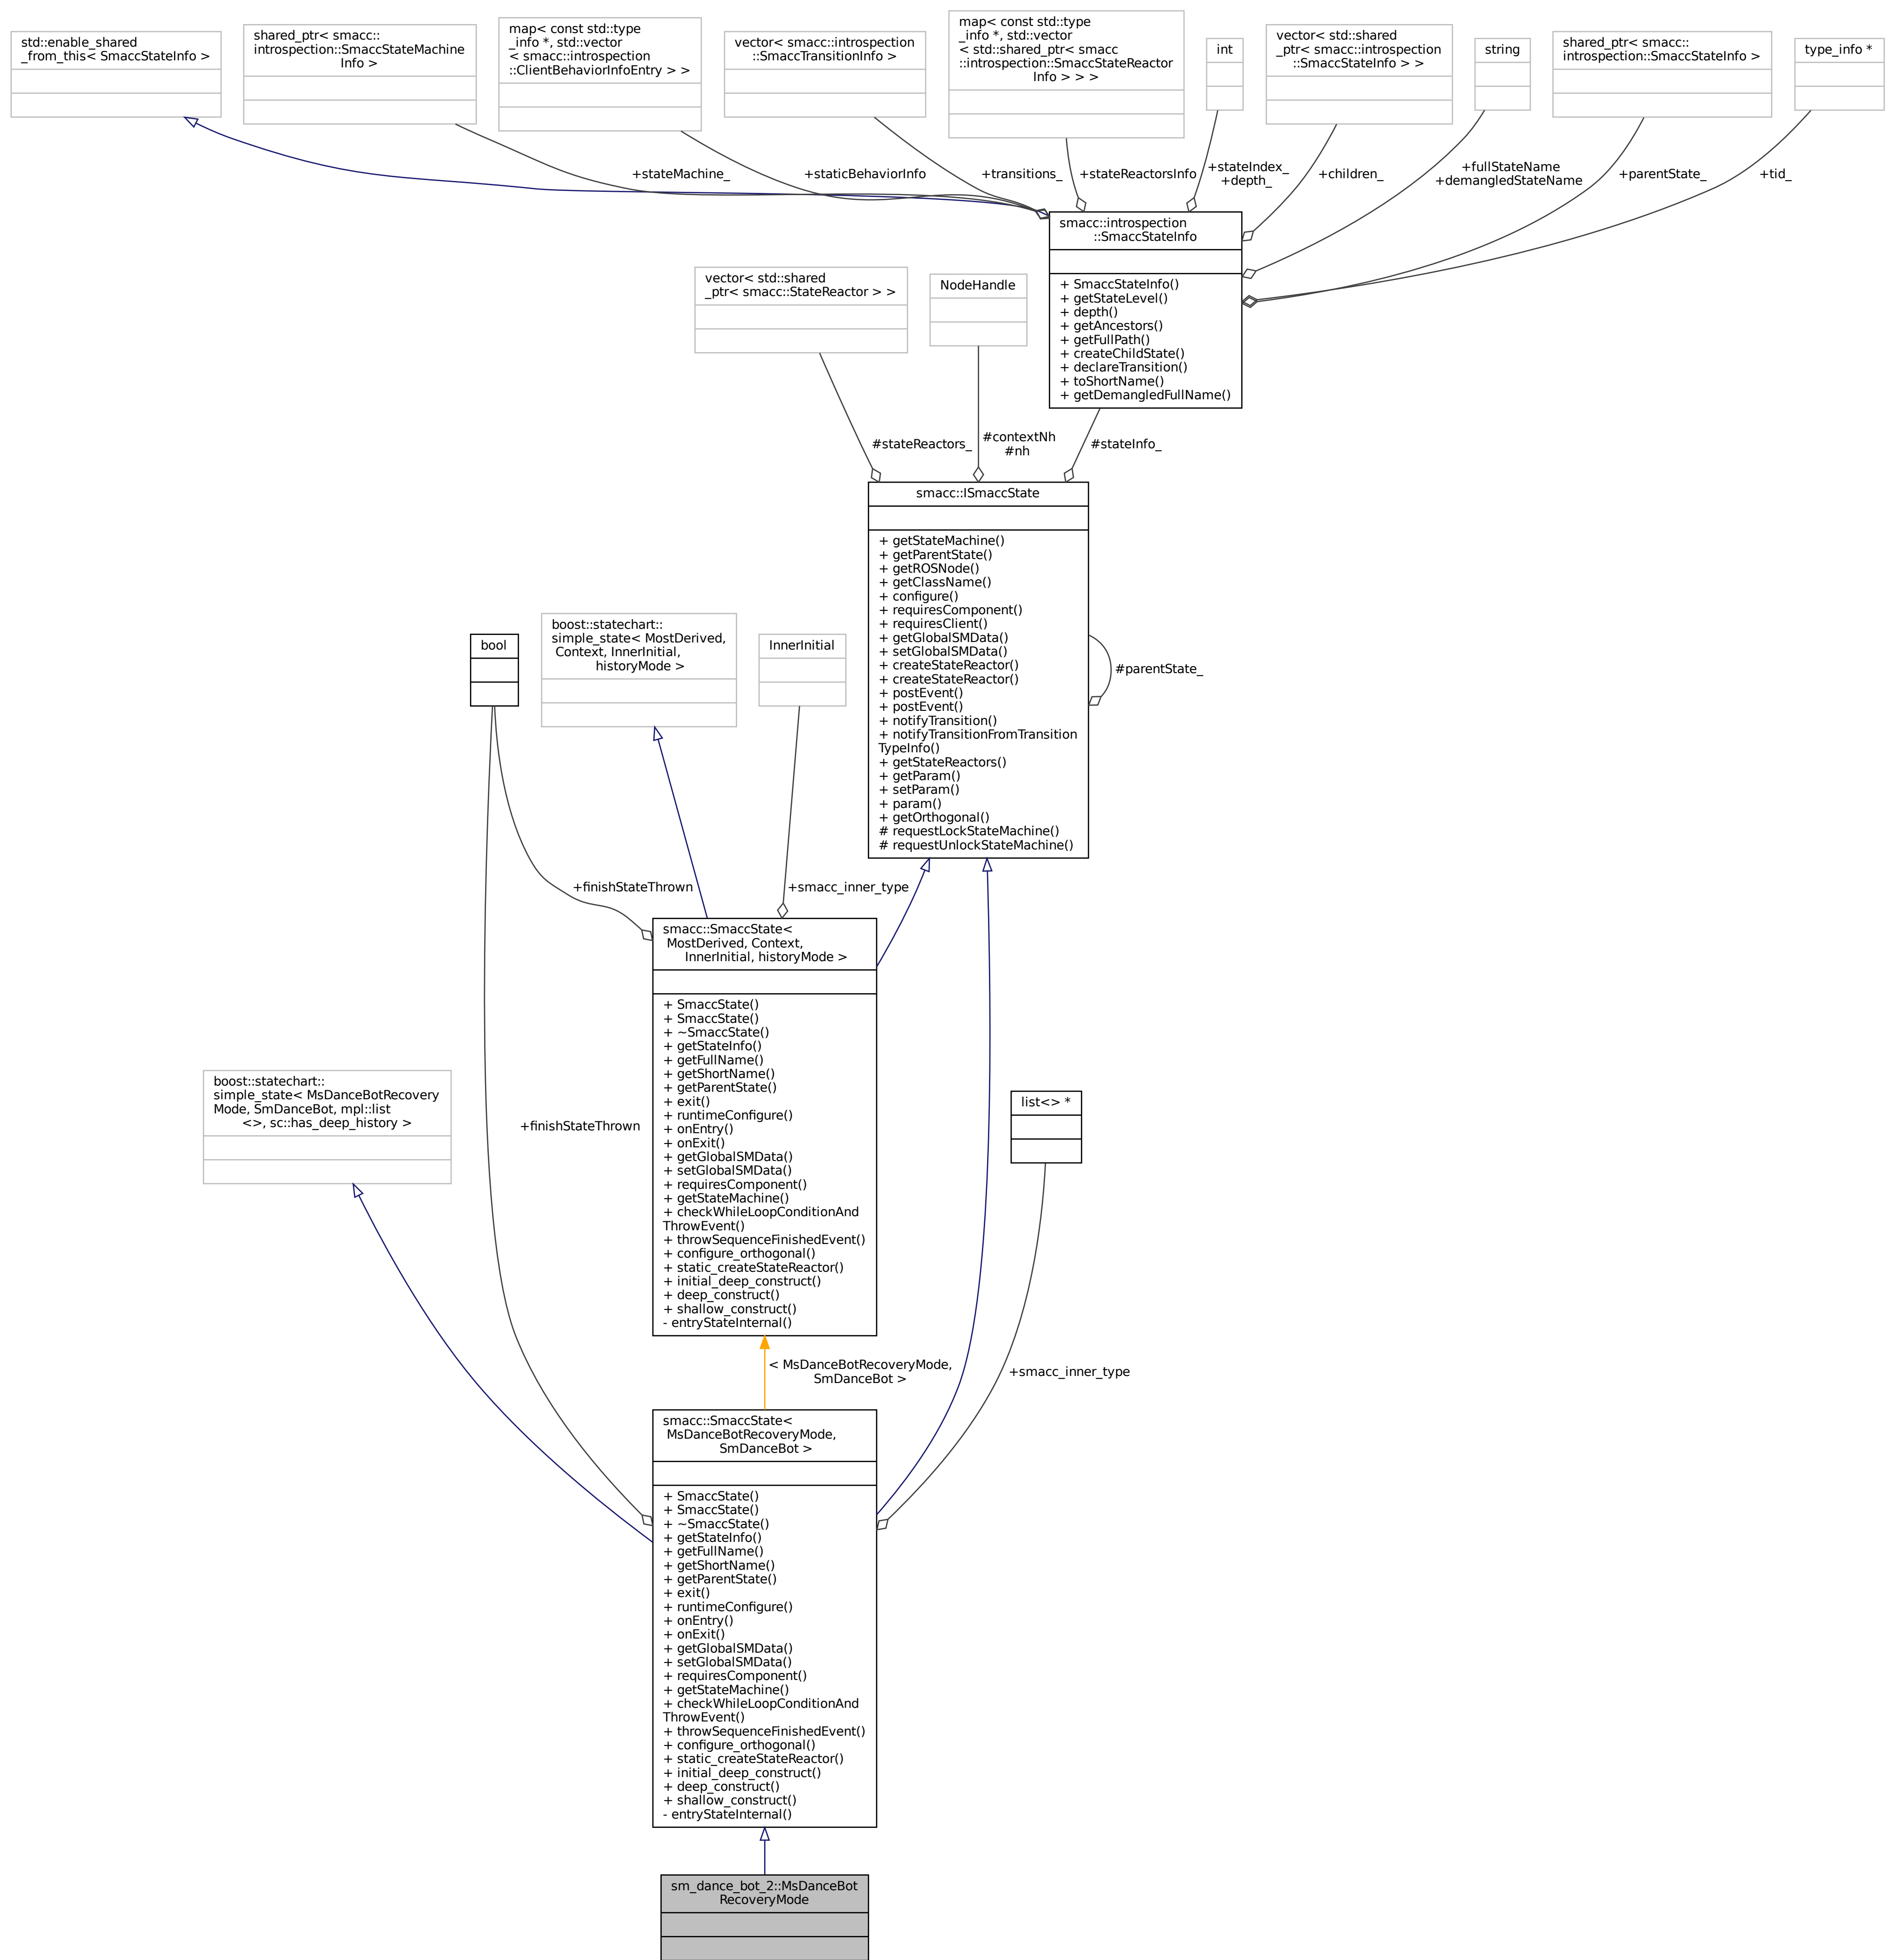 std::enable_shared
_from_this< SmaccStateInfo >
shared_ptr< smacc::
introspection::SmaccStateMachine
Info >
map< const std::type
_info *, std::vector
< smacc::introspection
::ClientBehaviorInfoEntry > >
vector< smacc::introspection
::SmaccTransitionInfo >
map< const std::type
_info *, std::vector
< std::shared_ptr< smacc
::introspection::SmaccStateReactor
Info > > >
int
vector< std::shared
_ptr< smacc::introspection
::SmaccStateInfo > >
string
shared_ptr< smacc::
introspection::SmaccStateInfo >
type_info *
+stateMachine_
+staticBehaviorInfo
+transitions_
+stateReactorsInfo
+stateIndex_
+depth_
+children_
+fullStateName
+demangledStateName
+parentState_
+tid_
smacc::introspection
::SmaccStateInfo
+ SmaccStateInfo()
+ getStateLevel()
+ depth()
+ getAncestors()
+ getFullPath()
+ createChildState()
+ declareTransition()
+ toShortName()
+ getDemangledFullName()
vector< std::shared
_ptr< smacc::StateReactor > >
NodeHandle
#stateReactors_
#contextNh
#nh
#stateInfo_
smacc::ISmaccState
+ getStateMachine()
+ getParentState()
+ getROSNode()
+ getClassName()
+ configure()
+ requiresComponent()
+ requiresClient()
+ getGlobalSMData()
+ setGlobalSMData()
+ createStateReactor()
+ createStateReactor()
+ postEvent()
+ postEvent()
+ notifyTransition()
+ notifyTransitionFromTransition
TypeInfo()
+ getStateReactors()
+ getParam()
+ setParam()
+ param()
+ getOrthogonal()
# requestLockStateMachine()
# requestUnlockStateMachine()
#parentState_
bool
boost::statechart::
simple_state< MostDerived,
Context, InnerInitial,
historyMode >
InnerInitial
+finishStateThrown
+smacc_inner_type
smacc::SmaccState<
MostDerived, Context,
InnerInitial, historyMode >
+ SmaccState()
+ SmaccState()
+ ~SmaccState()
+ getStateInfo()
+ getFullName()
+ getShortName()
+ getParentState()
+ exit()
+ runtimeConfigure()
+ onEntry()
+ onExit()
+ getGlobalSMData()
+ setGlobalSMData()
+ requiresComponent()
+ getStateMachine()
+ checkWhileLoopConditionAnd
ThrowEvent()
+ throwSequenceFinishedEvent()
+ configure_orthogonal()
+ static_createStateReactor()
+ initial_deep_construct()
+ deep_construct()
+ shallow_construct()
- entryStateInternal()
boost::statechart::
simple_state< MsDanceBotRecovery
Mode, SmDanceBot, mpl::list
<>, sc::has_deep_history >
+finishStateThrown
list<> *
< MsDanceBotRecoveryMode,
SmDanceBot >
+smacc_inner_type
smacc::SmaccState<
MsDanceBotRecoveryMode,
SmDanceBot >
+ SmaccState()
+ SmaccState()
+ ~SmaccState()
+ getStateInfo()
+ getFullName()
+ getShortName()
+ getParentState()
+ exit()
+ runtimeConfigure()
+ onEntry()
+ onExit()
+ getGlobalSMData()
+ setGlobalSMData()
+ requiresComponent()
+ getStateMachine()
+ checkWhileLoopConditionAnd
ThrowEvent()
+ throwSequenceFinishedEvent()
+ configure_orthogonal()
+ static_createStateReactor()
+ initial_deep_construct()
+ deep_construct()
+ shallow_construct()
- entryStateInternal()
sm_dance_bot_2::MsDanceBot
RecoveryMode